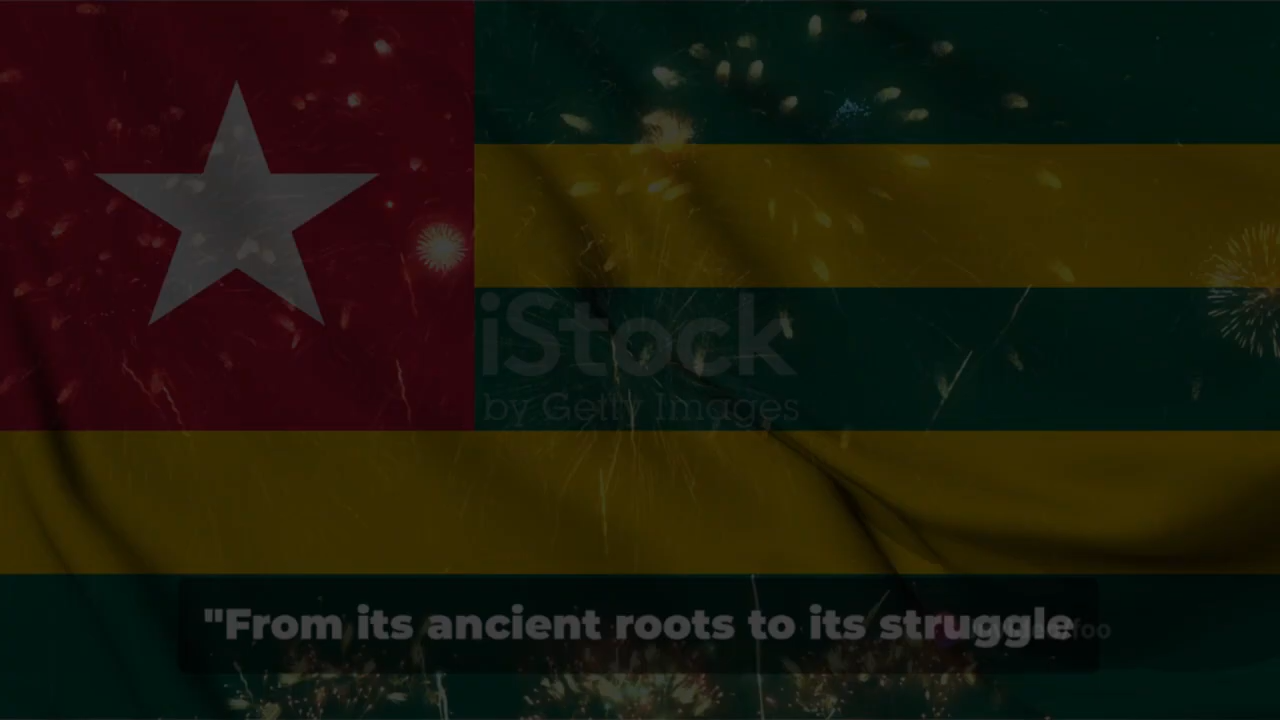 iStock
by Getty Images
"From its ancient roots to its struggle